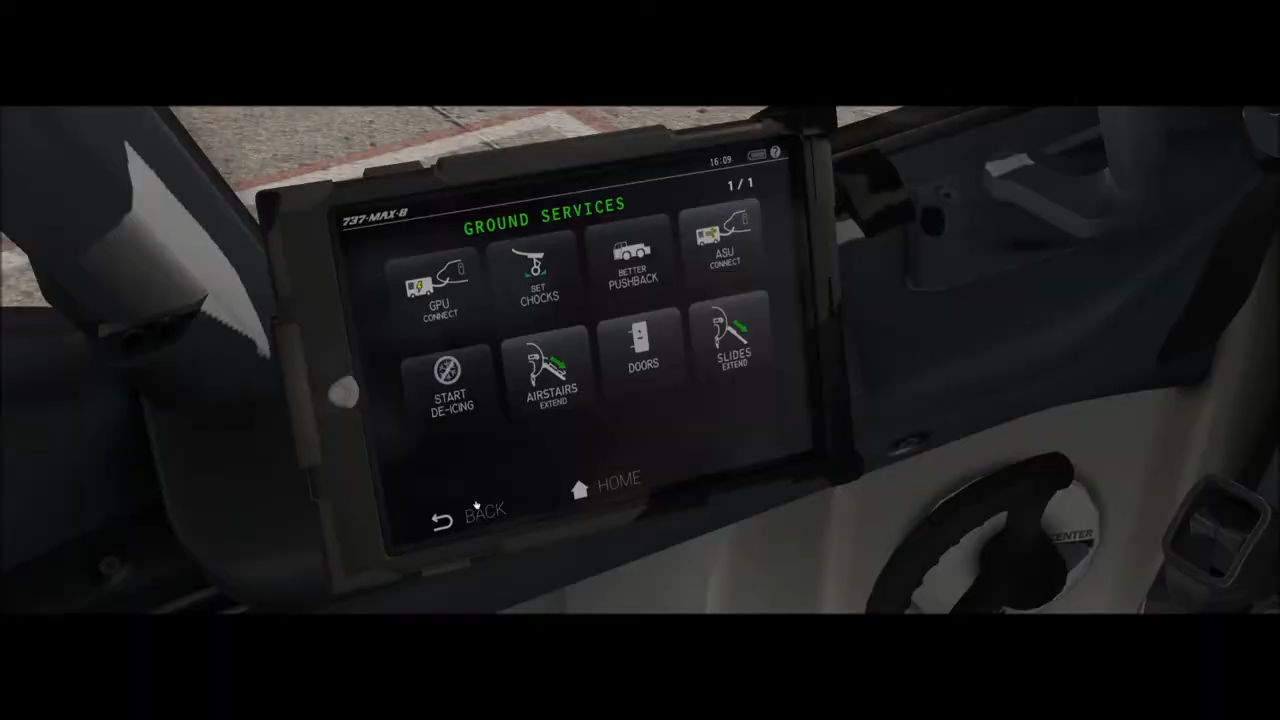 737-MAX-8
16:09
?
GROUND SERVICES
1/1
GPU
CONNECT
SET
CHOCKS
BETTER
PUSHBACK
ASU
CONNECT
START
DE-ICING
AIRSTAIRS
EXTEND
DOORS
SLIDES
EXTEND
BACK
HOME
CENTER